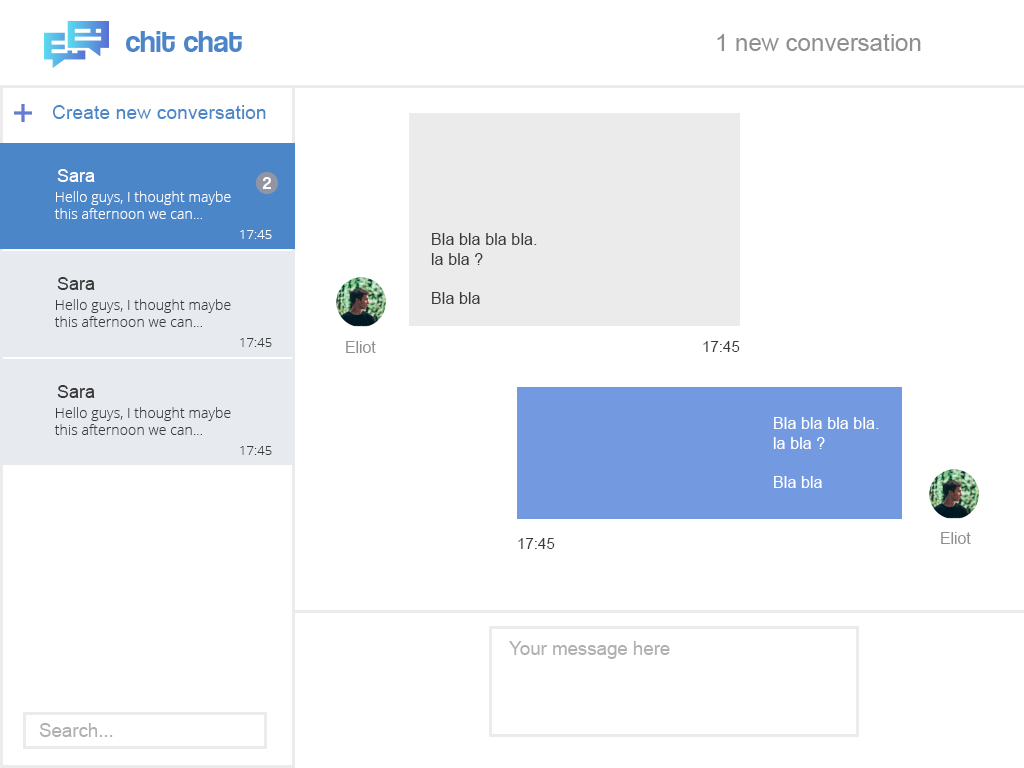 chit chat
1 new conversation
+ Create new conversation
Sara
2
Hello guys, I thought maybe
this afternoon we can...
17:45
Sara
Hello guys, I thought maybe
this afternoon we can...
17:45
Sara
Hello guys, I thought maybe
this afternoon we can...
17:45
Search...
Bla bla bla bla.
la bla ?
Bla bla
Eliot
17:45
Bla bla bla bla.
la bla ?
Bla bla
Eliot
17:45
Your message here